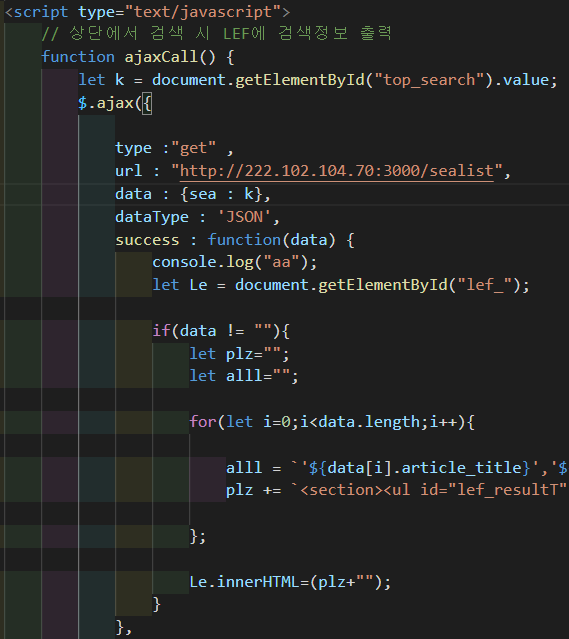 <script type="text/javascript">
// 상단에서 검색 시 LEF에 검색정보 출력
function ajaxCall() {
let k = document.getElementById("top_search").value;
$.ajax({
type :"get" ,
url : "http://222.102.104.70:3000/sealist",
data : {sea : k},
dataType : 'JSON',
success : function(data) {
console.log("aa");
let Le = document.getElementById("lef_");
if(data != ""){
let plz="";
let alll="";
for(let i=0;i<data.length;i++){
alll = `'${data[i].article_title}','$
plz += `<section><ul id="lef_resultT"
};
Le.innerHTML=(plz+"");
}
},